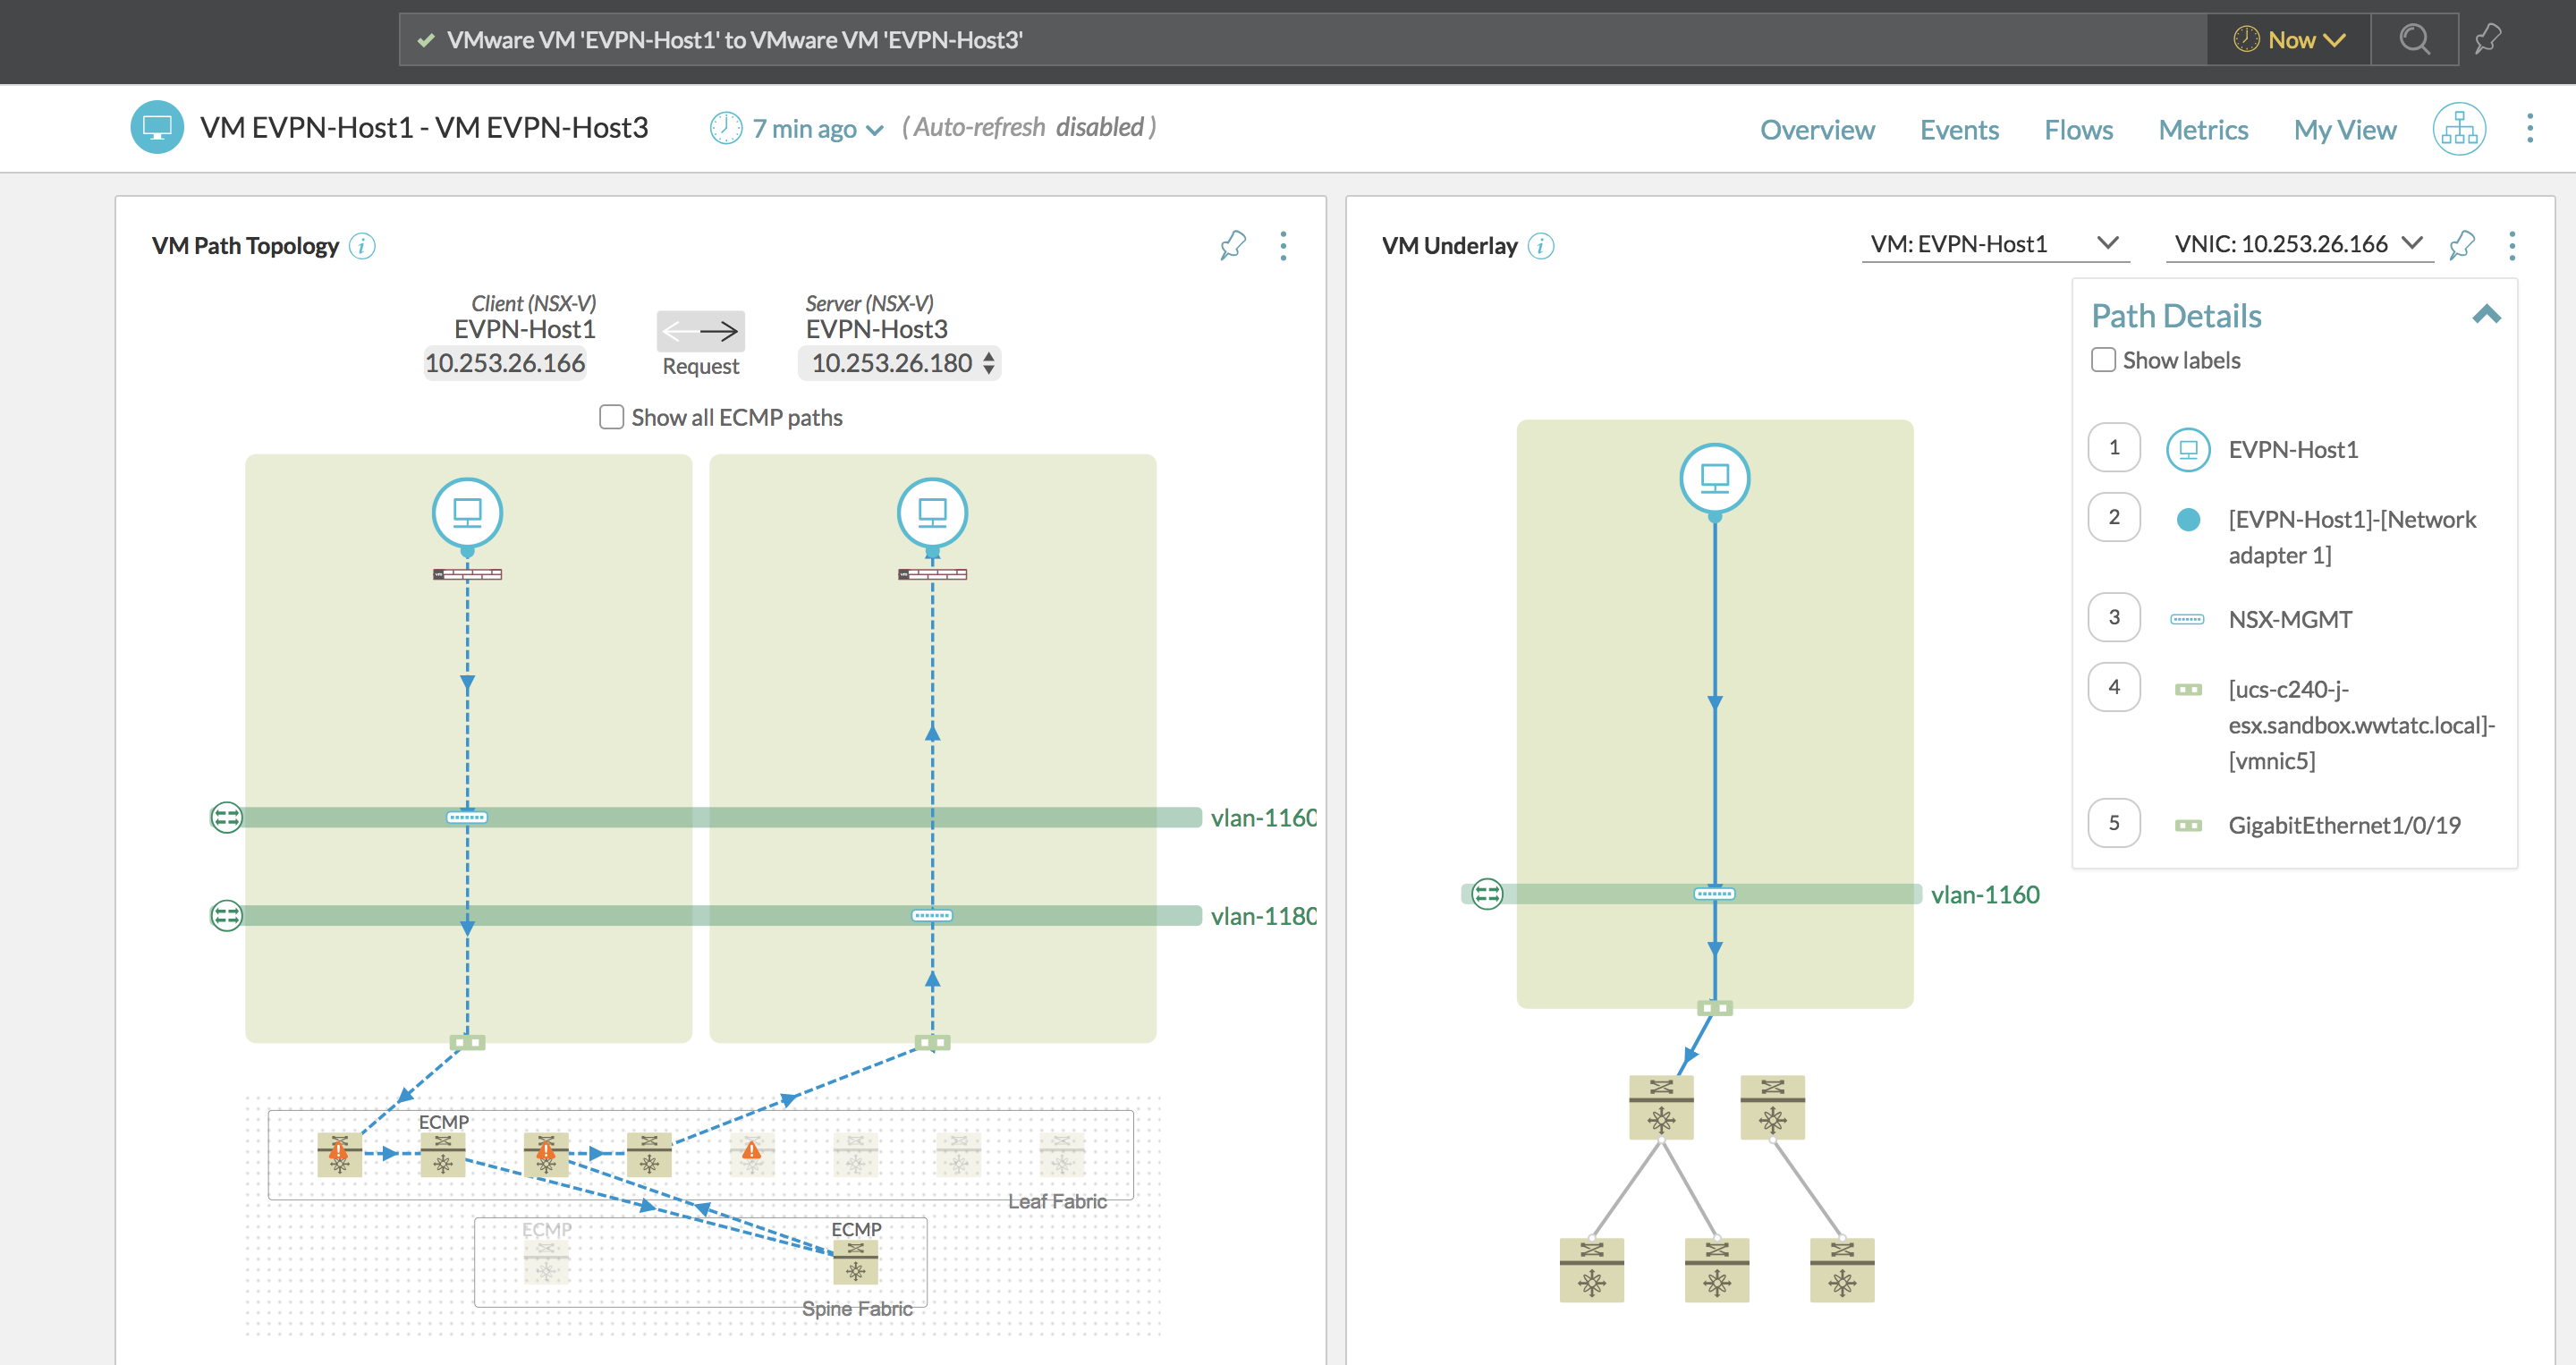 VMware VM 'EVPN-Host1' to VMware VM 'EVPN-Host3'
Now
VM EVPN-Host1 - VM EVPN-Host3
7 min ago
( Auto-refresh disabled )
Overview
Events
Flows
Metrics
My View
VM Path Topology
Client (NSX-V)
EVPN-Host1
10.253.26.166
Request
Server (NSX-V)
EVPN-Host3
10.253.26.180
Show all ECMP paths
vlan-1160
vlan-1180
ECMP
Leaf Fabric
ECMP
ECMP
Spine Fabric
VM Underlay
VM: EVPN-Host1
VNIC: 10.253.26.166
vlan-1160
Path Details
Show labels
1
EVPN-Host1
2
[EVPN-Host1]-[Network
adapter 1]
3
NSX-MGMT
4
[ucs-c240-j-
esx.sandbox.wwtatc.local]-
[vmnic5]
5
GigabitEthernet1/0/19